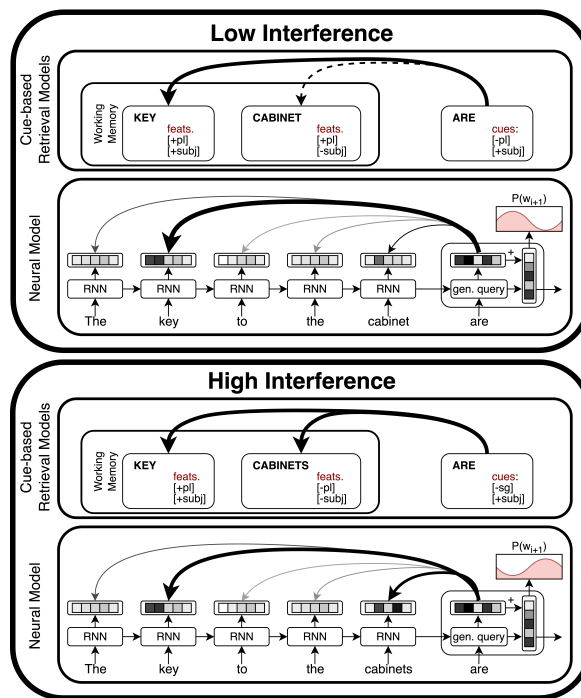 Low Interference
Cue-based
Retrieval Models
Working
Memory
KEY
feats.
[+pl]
[+subj]
CABINET
feats.
[+pl]
[-subj]
ARE
cues:
[-pl]
[+subj]
Neural Model
P(wi+1)
+
RNN RNN RNN RNN RNN gen. query
The key to the cabinet are
High Interference
Cue-based
Retrieval Models
Working
Memory
KEY
feats.
[+pl]
[+subj]
CABINETS
feats.
[-pl]
[-subj]
ARE
cues:
[-sg]
[+subj]
Neural Model
P(wi+1)
+
RNN RNN RNN RNN RNN gen. query
The key to the cabinets are